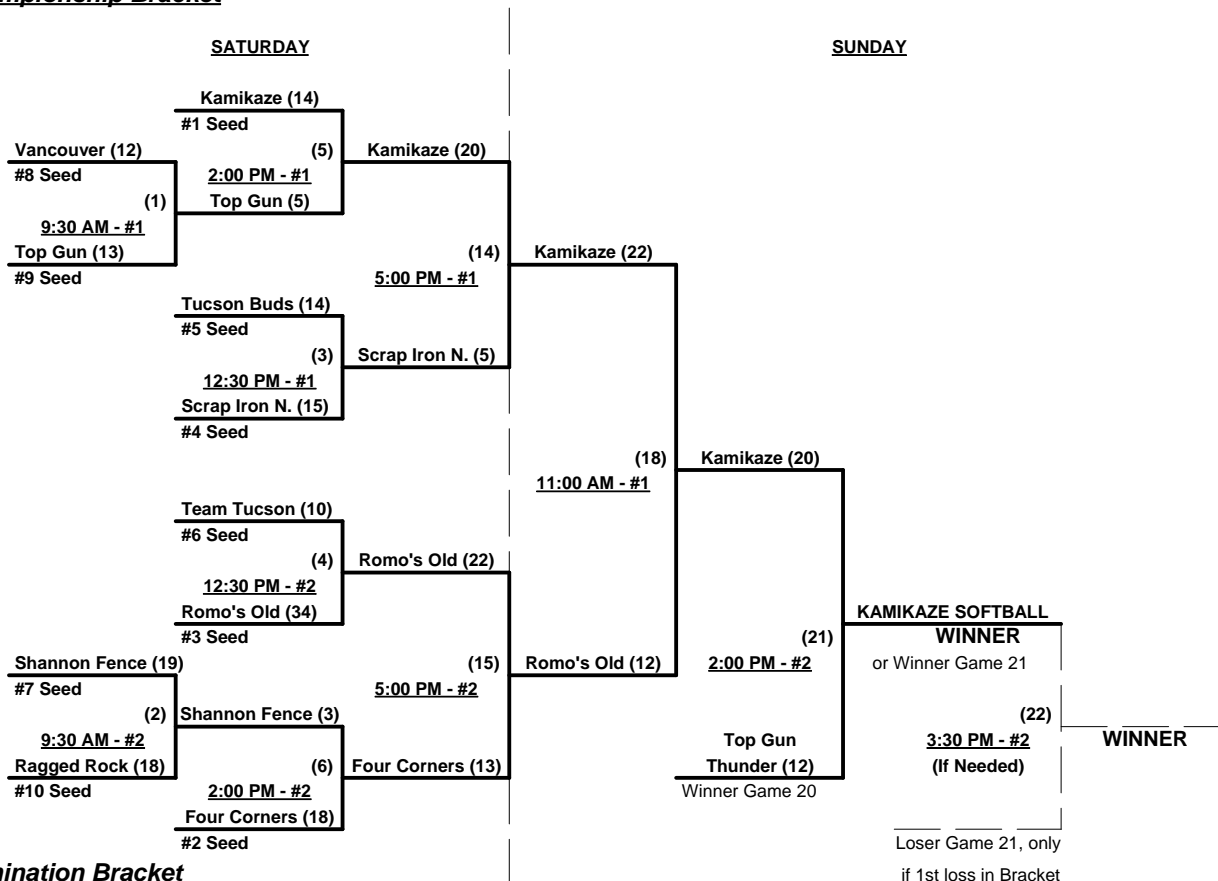 SATURDAY
SUNDAY
Kamikaze (14)
#1 Seed
Vancouver (12)
(5)
Kamikaze (20)
#8 Seed
2:00 PM - #1
(1)
Top Gun (5)
9:30 AM - #1
Top Gun (13)
(14)
Kamikaze (22)
#9 Seed
5:00 PM - #1
Tucson Buds (14)
#5 Seed
(3)
Scrap Iron N. (5)
12:30 PM - #1
Scrap Iron N. (15)
#4 Seed
(18)
Kamikaze (20)
11:00 AM - #1
Team Tucson (10)
#6 Seed
(4)
Romo's Old (22)
12:30 PM - #2
Romo's Old (34)
KAMIKAZE SOFTBALL
#3 Seed
(21)
WINNER
Shannon Fence (19)
(15)
Romo's Old (12)
2:00 PM - #2
or Winner Game 21
#7 Seed
5:00 PM - #2
(2)
Shannon Fence (3)
(22)
9:30 AM - #2
Top Gun
3:30 PM - #2
WINNER
Ragged Rock (18)
(6)
Four Corners (13)
Thunder (12)
(If Needed)
#10 Seed
2:00 PM - #2
Winner Game 20
Four Corners (18)
#2 Seed
Loser Game 21, only
Bracket
if 1st loss in Bracket